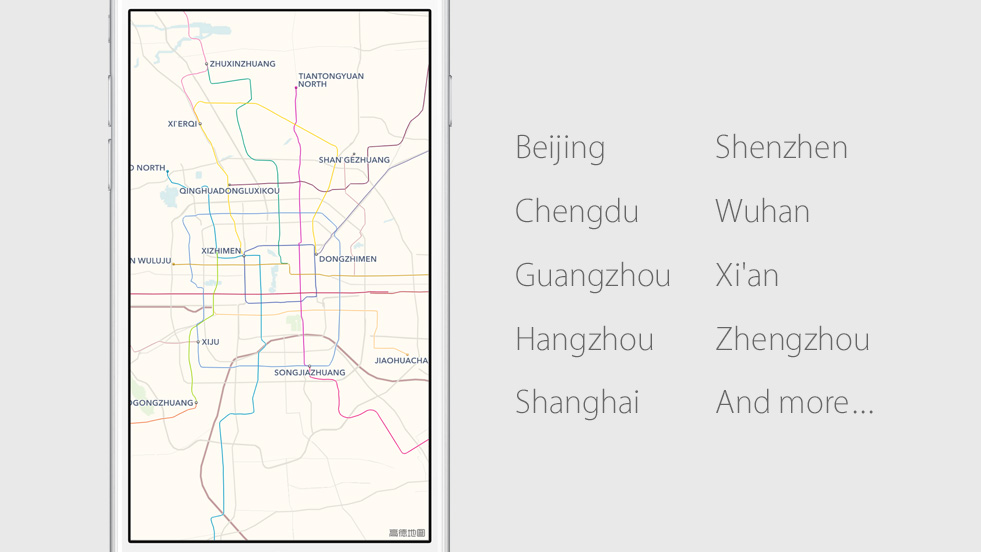 ZHUXINZHUANG
TIANTONGYUAN
NORTH
XI'ERQI
SHAN GEZHUANG
D NORTH
QINGHUADONGLUXIKOU
XIZHIMEN
DONGZHIMEN
N WULUJU
XIJU
JIAOHUACHA
SONGJIAZHUANG
OGONGZHUANG
高德地圖
Beijing
Chengdu
Guangzhou
Hangzhou
Shanghai
Shenzhen
Wuhan
Xi'an
Zhengzhou
And more...